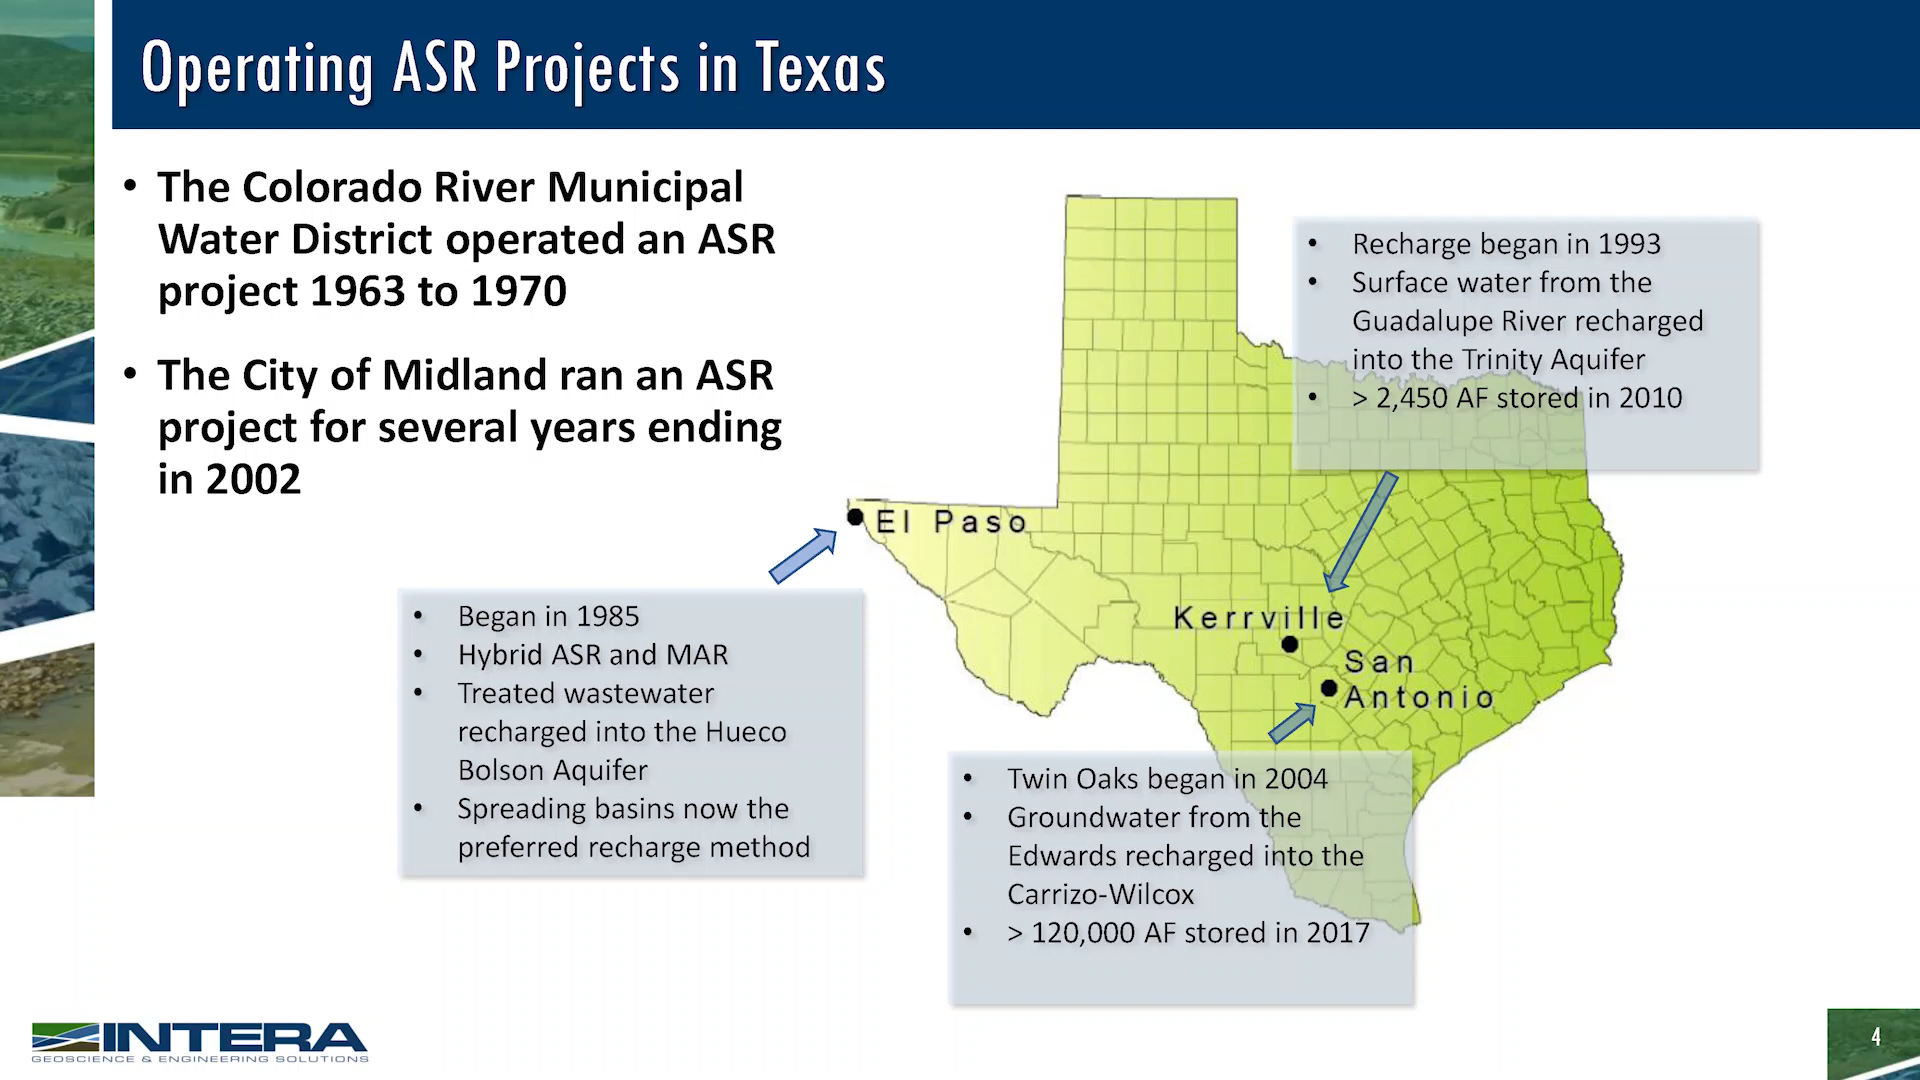 Operating ASR Projects in Texas
• The Colorado River Municipal
Water District operated an ASR
project 1963 to 1970
• The City of Midland ran an ASR
project for several years ending
in 2002
• Recharge began in 1993
• Surface water from the
Guadalupe River recharged
into the Trinity Aquifer
• > 2,450 AF stored in 2010
El Paso
Kerrville
San
Antonio
• Began in 1985
• Hybrid ASR and MAR
• Treated wastewater
recharged into the Hueco
Bolson Aquifer
• Spreading basins now the
preferred recharge method
• Twin Oaks began in 2004
• Groundwater from the
Edwards recharged into the
Carrizo-Wilcox
• > 120,000 AF stored in 2017
INTERA
GEOSCIENCE & ENGINEERING SOLUTIONS
4